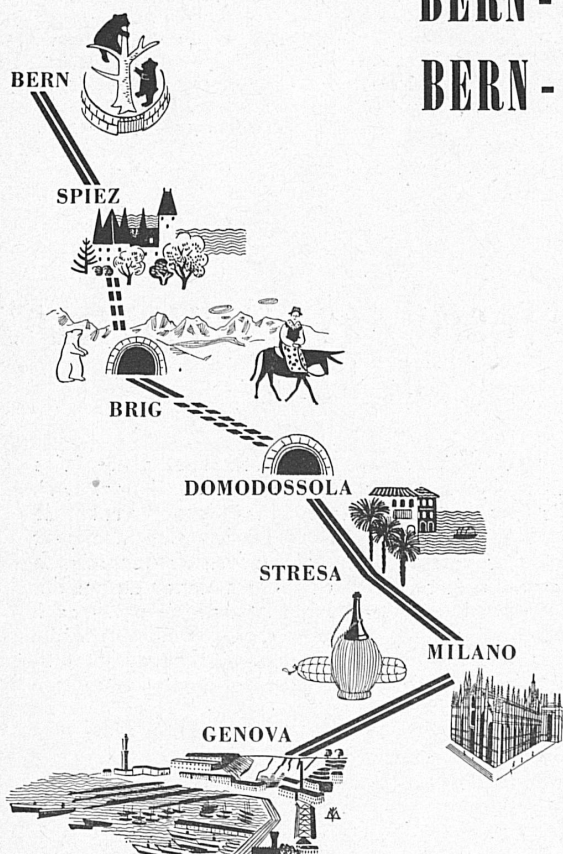 BERN -
BERN -
BERN
SPIEZ
BRIG
DOMODOSSOLA
STRESA
MILANO
GENOVA